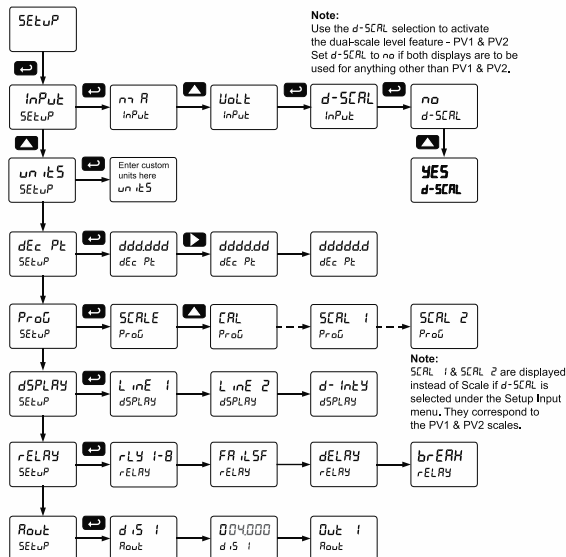 SEtuP
Note:
Use the d-SCAL selection to activate
the dual-scale level feature - PV1 & PV2
Set d-SCAL to no if both displays are to be
used for anything other than PV1 & PV2.
InPut
SEtuP
mA
InPut
VoLt
InPut
d-SCAL
InPut
no
d-SCAL
YES
d-SCAL
unitS
SEtuP
Enter custom
units here
unitS
dEc Pt
SEtuP
ddd.ddd
dEc Pt
dddd.dd
dEc Pt
ddddd.d
dEc Pt
ProG
SEtuP
SCALE
ProG
CAL
ProG
SCAL 1
ProG
SCAL 2
ProG
Note:
SCAL 1 & SCAL 2 are displayed
instead of Scale if d-SCAL is
selected under the Setup Input
menu. They correspond to
the PV1 & PV2 scales.
dSPLAY
SEtuP
LinE 1
dSPLAY
LinE 2
dSPLAY
d-IntY
dSPLAY
rELAY
SEtuP
rLY 1-8
rELAY
FAiLSF
rELAY
dELAY
rELAY
brEAK
rELAY
Aout
SEtuP
diS 1
Aout
004.000
diS 1
Out 1
Aout